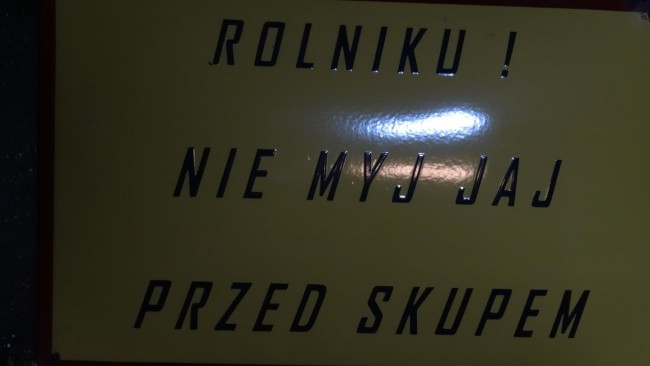 ROLNIKU !
NIE MYJ JAJ
PRZED SKUPEM